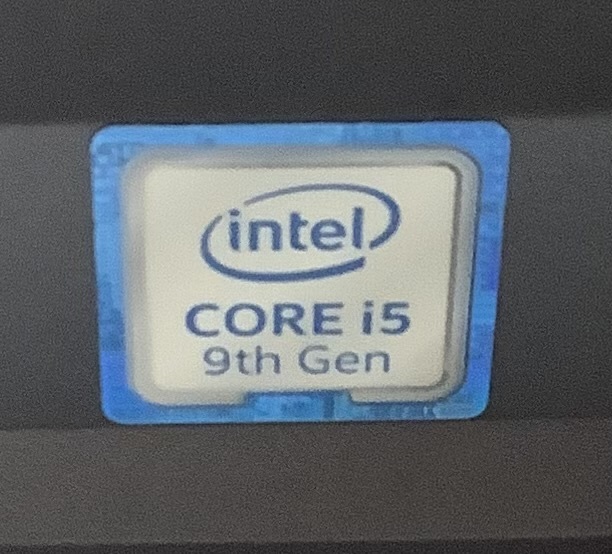 intel
CORE i5
9th Gen